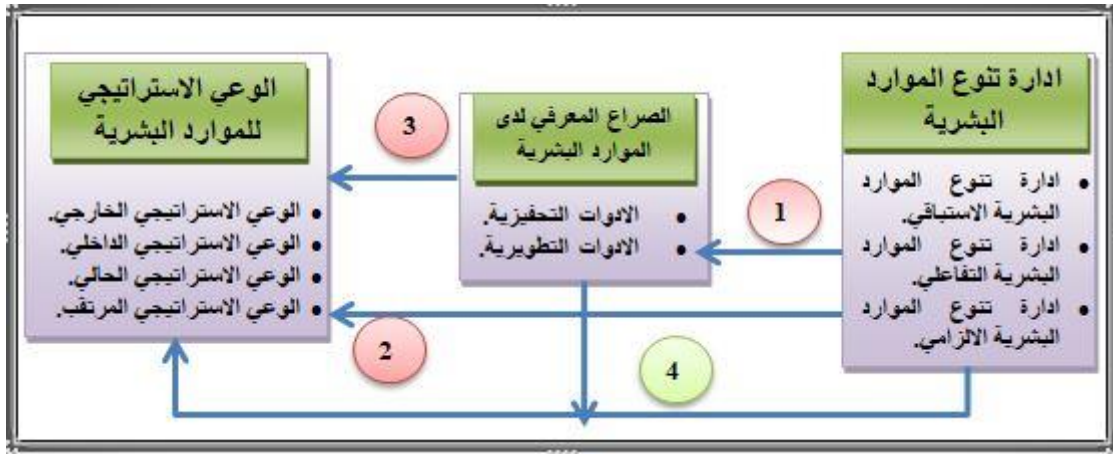 ادارة تنوع الموارد
البشرية
ادارة تنوع الموارد
البشرية الاستباقي.
ادارة تنوع الموارد
البشرية التفاعلي.
ادارة تنوع الموارد
البشرية الالزامي.
1
الصراع المعرفي لدى
الموارد البشرية
الادوات التحفيزية.
الادوات التطويرية.
3
2
4
الوعي الاستراتيجي
للموارد البشرية
الوعي الاستراتيجي الخارجي.
الوعي الاستراتيجي الداخلي.
الوعي الاستراتيجي الحالي.
الوعي الاستراتيجي المرتقب.